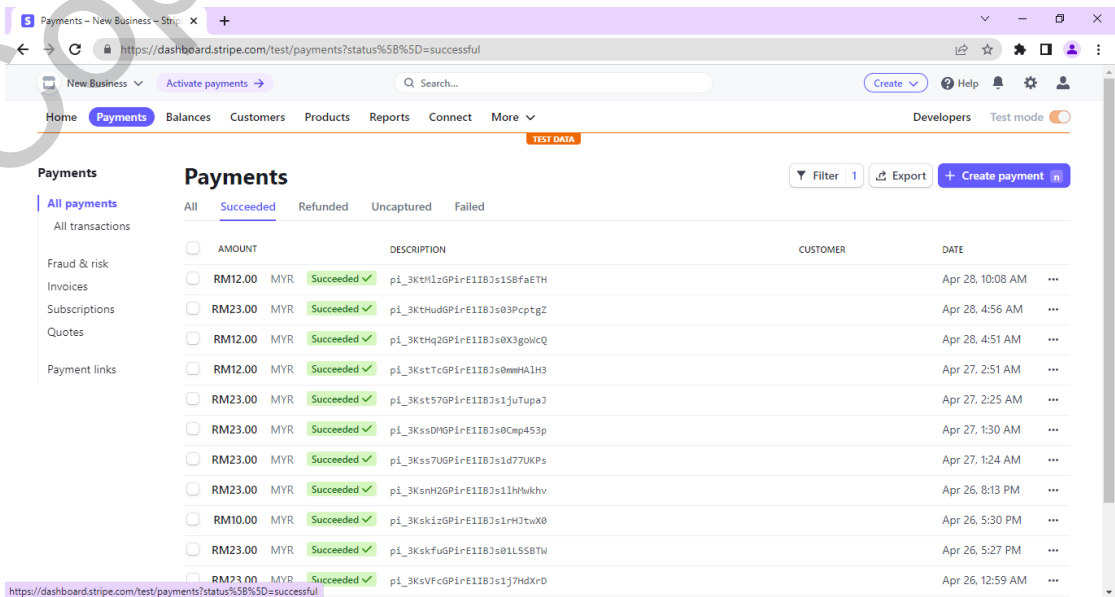 Payments – New Business – Strip
https://dashboard.stripe.com/test/payments?status%5B%5D=successful
New Business Activate payments → Search... Create Help
Home Payments Balances Customers Products Reports Connect More Developers Test mode
TEST DATA
Payments
All payments
All transactions
Fraud & risk
Invoices
Subscriptions
Quotes
Payment links
Payments
Filter 1 Export + Create payment n
All Succeeded Refunded Uncaptured Failed
AMOUNT DESCRIPTION CUSTOMER DATE
RM12.00 MYR Succeeded ✓ pi_3KtMlzGPirE1IBJs1SBfaETH Apr 28, 10:08 AM
RM23.00 MYR Succeeded ✓ pi_3KtHudGPirE1IBJs03PcptgZ Apr 28, 4:56 AM
RM12.00 MYR Succeeded ✓ pi_3KtHq2GPirE1IBJs0X3goWcQ Apr 28, 4:51 AM
RM12.00 MYR Succeeded ✓ pi_3KstTcGPirE1IBJs0mmHAlH3 Apr 27, 2:51 AM
RM23.00 MYR Succeeded ✓ pi_3Kst57GPirE1IBJs1juTupaJ Apr 27, 2:25 AM
RM23.00 MYR Succeeded ✓ pi_3KssDMGPirE1IBJs0Cmp453p Apr 27, 1:30 AM
RM23.00 MYR Succeeded ✓ pi_3Kss7UGPirE1IBJs1d77UKPs Apr 27, 1:24 AM
RM23.00 MYR Succeeded ✓ pi_3KsnH2GPirE1IBJs1lhMwkhv Apr 26, 8:13 PM
RM10.00 MYR Succeeded ✓ pi_3KskizGPirE1IBJs1rHJtwX0 Apr 26, 5:30 PM
RM23.00 MYR Succeeded ✓ pi_3KskfuGPirE1IBJs01L5SBTW Apr 26, 5:27 PM
RM23.00 MYR Succeeded ✓ pi_3KsVFcGPirE1IBJs1j7HdXrD Apr 26, 12:59 AM
https://dashboard.stripe.com/test/payments?status%5B%5D=successful